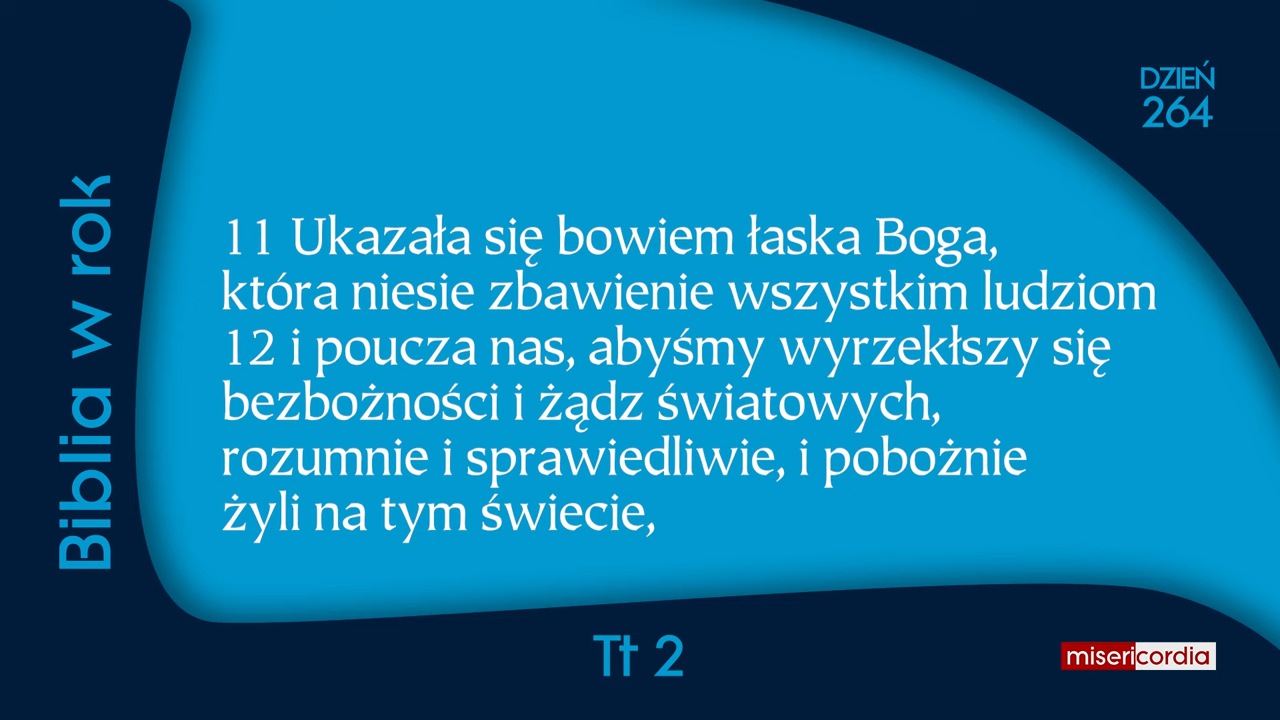 DZIEŃ
264
Biblia w rok
11 Ukazała się bowiem łaska Boga,
która niesie zbawienie wszystkim ludziom
12 i poucza nas, abyśmy wyrzekłszy się
bezbożności i żądz światowych,
rozumnie i sprawiedliwie, i pobożnie
żyli na tym świecie,
Tt 2
misericordia